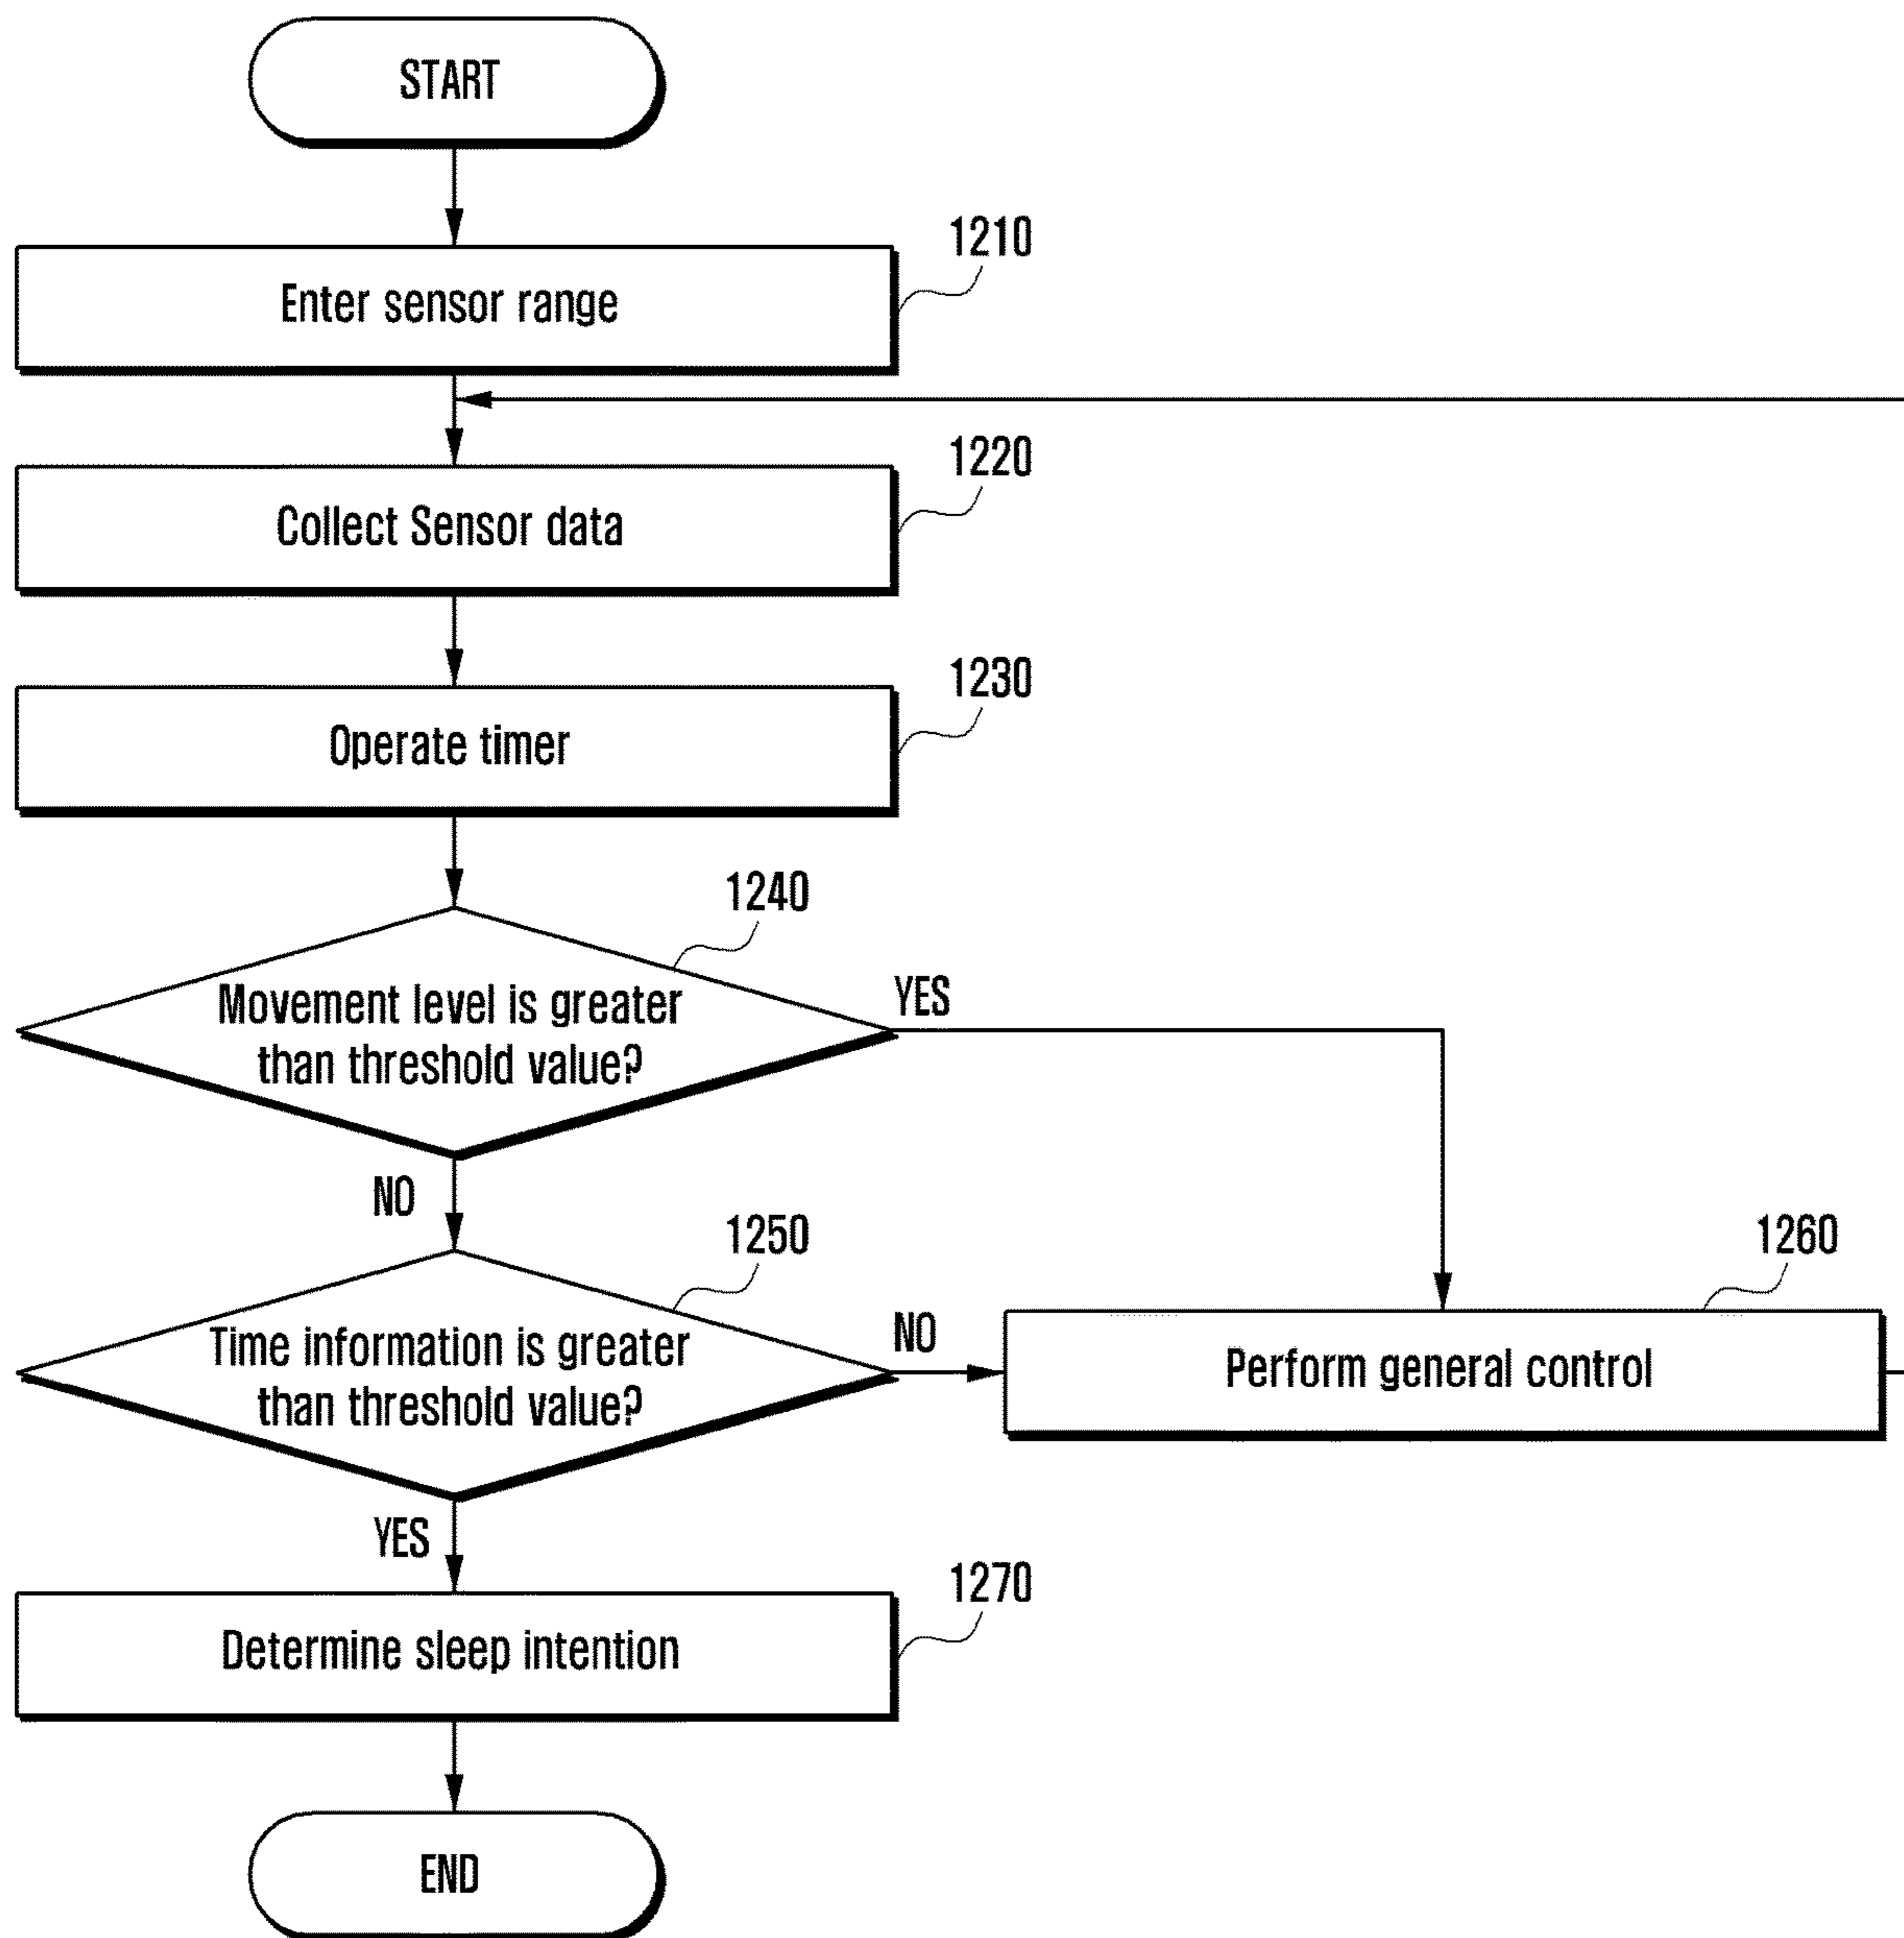 START
1210
Enter sensor range
1220
Collect Sensor data
1230
Operate timer
1240
Movement level is greater
than threshold value?
YES
NO
1250
Time information is greater
than threshold value?
NO
1260
Perform general control
YES
1270
Determine sleep intention
END